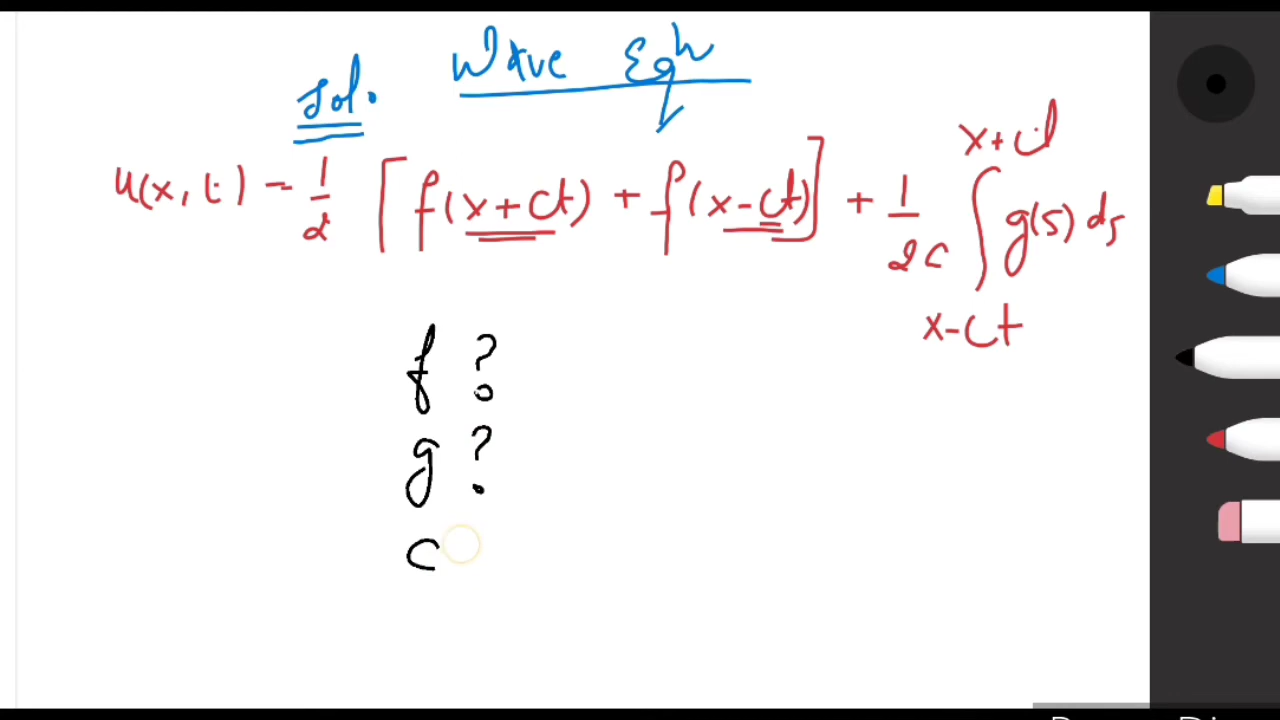 Wave Eqn
Sol.
u(x,t) = 1/2 [f(x+ct) + f(x-ct)] + 1/2c ∫ g(s) ds
x+ct
x-ct
f ?
g ?
c